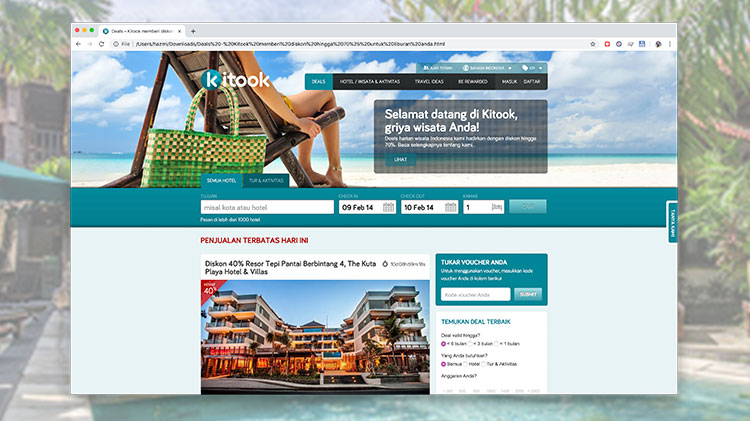 Deals – Kitook memberi diskon
File | /Users/hazmi/Downloads/Deals%20-%20Kitook%20memberi%20diskon%20hingga%2070%25%20untuk%20liburan%20anda.html
AJAK TEMAN BAHASA INDONESIA IDR
kitook
DEALS HOTEL / WISATA & AKTIVITAS TRAVEL IDEAS BE REWARDED MASUK DAFTAR
Selamat datang di Kitook,
griya wisata Anda!
Deals harian wisata Indonesia kami hadirkan dengan diskon hingga
70%. Baca selengkapnya tentang kami.
LIHAT
SEMUA HOTEL TUR & AKTIVITAS
TUJUAN CHECK IN CHECK OUT KAMAR
misal kota atau hotel 09 Feb 14 10 Feb 14 1
Pesan di lebih dari 1000 hotel
TANYA KAMI
PENJUALAN TERBATAS HARI INI
Diskon 40% Resor Tepi Pantai Berbintang 4, The Kuta
Playa Hotel & Villas
HEMAT
40%
TUKAR VOUCHER ANDA
Untuk menggunakan voucher, masukkan kode
voucher Anda di kolom berikut
Kode voucher Anda SUBMIT
TEMUKAN DEAL TERBAIK
Deal valid hingga?
< 6 bulan < 3 bulan < 1 bulan
Yang Anda butuhkan?
Semua Hotel Tur & Aktivitas
Anggaran Anda?